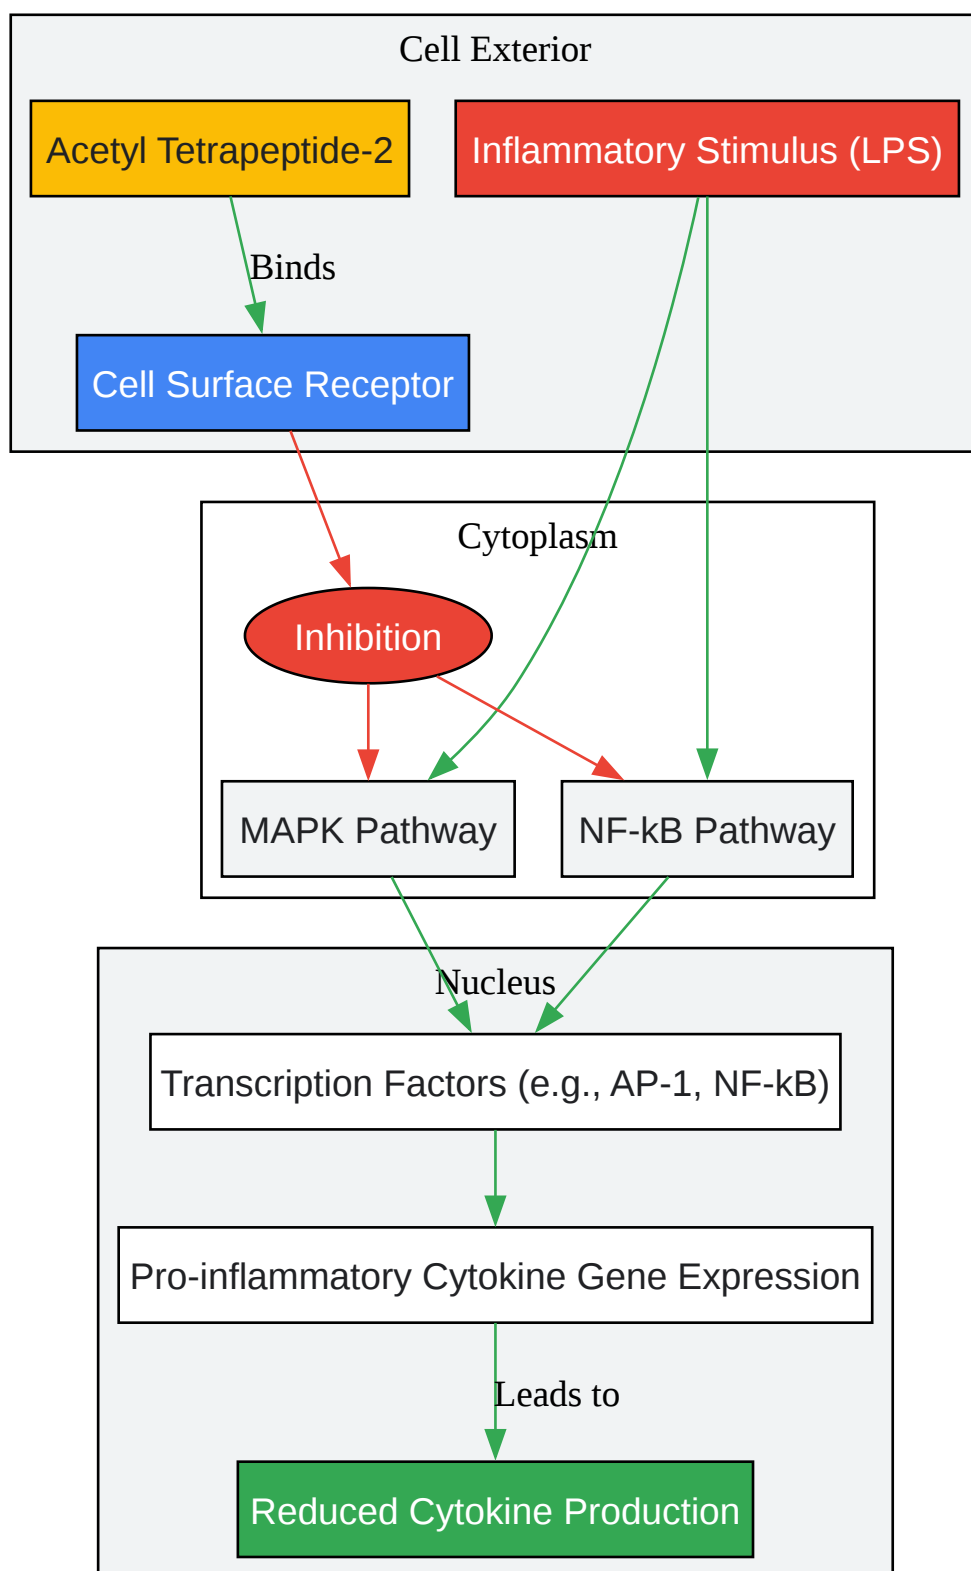 Cell Exterior
Acetyl Tetrapeptide-2
Inflammatory Stimulus (LPS)
Binds
Cell Surface Receptor
Cytoplasm
Inhibition
MAPK Pathway
NF-kB Pathway
Nucleus
Transcription Factors (e.g., AP-1, NF-kB)
Pro-inflammatory Cytokine Gene Expression
Leads to
Reduced Cytokine Production